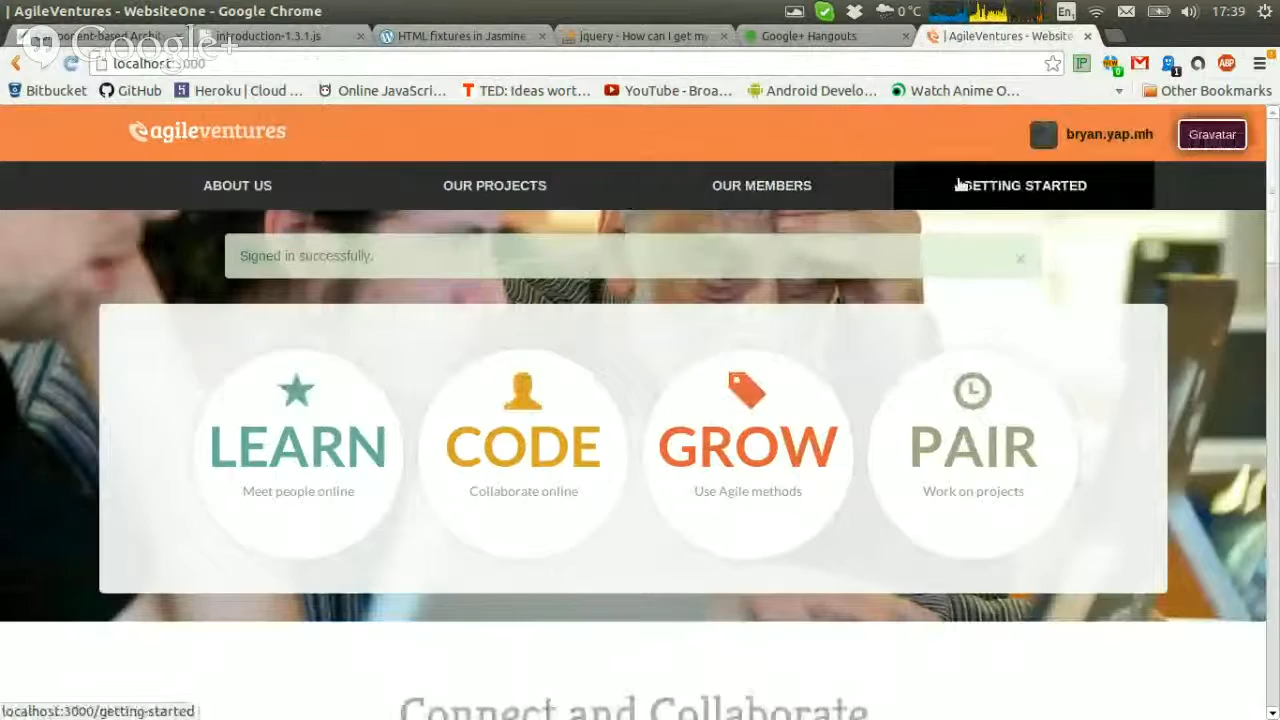 | AgileVentures - WebsiteOne - Google Chrome
0°C
En
17:39
Google+
introduction-1.3.1.js
HTML fixtures in Jasmine
jquery - How can I get my
Google+ Hangouts
| AgileVentures - Website
localhost:3000
Bitbucket
GitHub
Heroku | Cloud ...
Online JavaScri...
TED: Ideas wort...
YouTube - Broa...
Android Develo...
Watch Anime O...
Other Bookmarks
agileventures
bryan.yap.mh
Gravatar
ABOUT US
OUR PROJECTS
OUR MEMBERS
GETTING STARTED
Signed in successfully.
×
LEARN
Meet people online
CODE
Collaborate online
GROW
Use Agile methods
PAIR
Work on projects
Connect and Collaborate
localhost:3000/getting-started